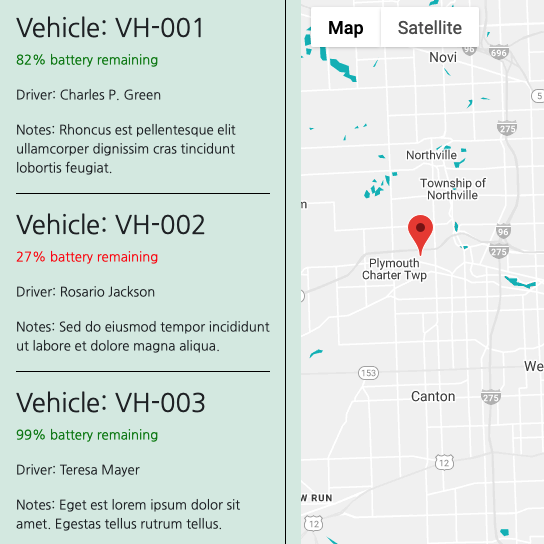 Vehicle: VH-001
82% battery remaining
Driver: Charles P. Green
Notes: Rhoncus est pellentesque elit
ullamcorper dignissim cras tincidunt
lobortis feugiat.
Vehicle: VH-002
27% battery remaining
Driver: Rosario Jackson
Notes: Sed do eiusmod tempor incididunt
ut labore et dolore magna aliqua.
Vehicle: VH-003
99% battery remaining
Driver: Teresa Mayer
Notes: Eget est lorem ipsum dolor sit
amet. Egestas tellus rutrum tellus.
Map Satellite
96 696
Novi
5
275
Northville
Township of
Northville
m
96
275
Plymouth
Charter Twp
153
We
Canton
275
12
W RUN
12